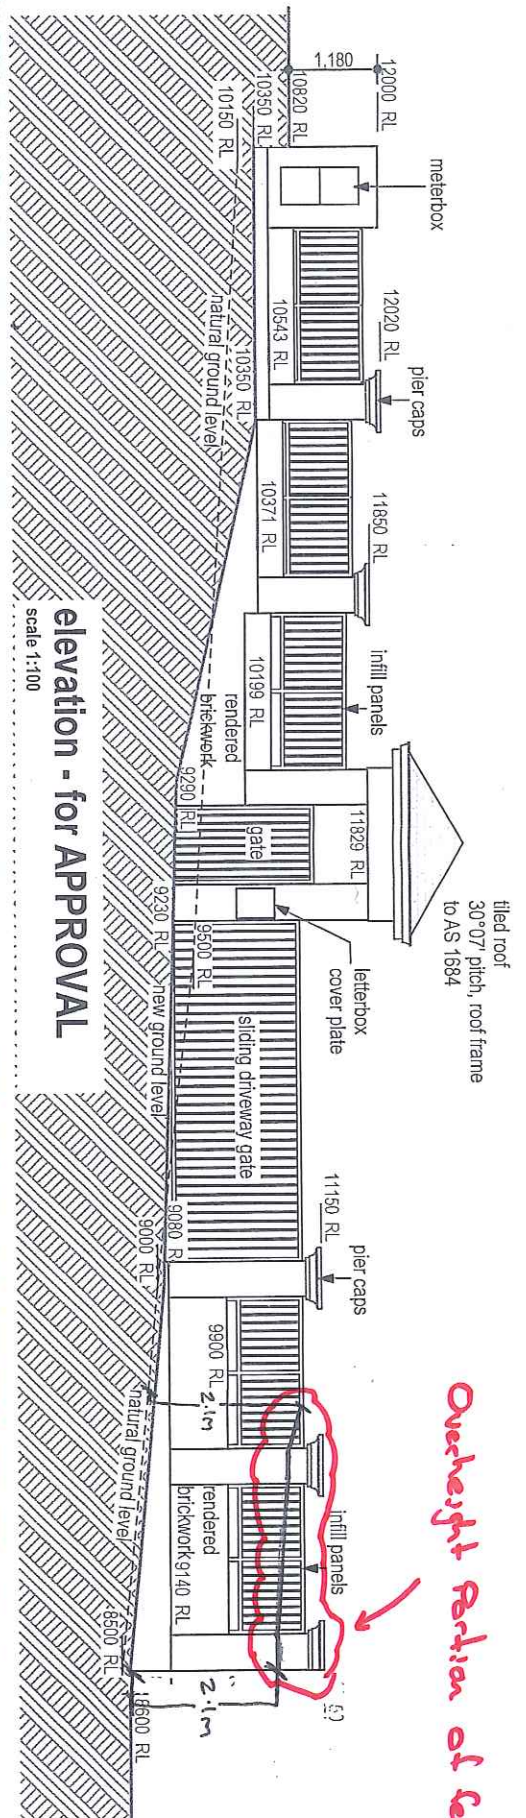 12000 RL
1,180
10820 RL
10350 RL
10150 RL
meterbox
12020 RL
pier caps
10543 RL
10350 RL
natural ground level
11850 RL
10371 RL
infill panels
10199 RL
rendered
brickwork
9290 RL
11829 RL
gate
tiled roof
30°07' pitch, roof frame
to AS 1684
letterbox
cover plate
9500 RL
9230 RL
new ground level
sliding driveway gate
11150 RL
pier caps
9080 R
9000 RL
9900 RL
2.1m
natural ground level
infill panels
rendered
brickwork 9140 RL
8500 RL
8600 RL
2.1m
Overheight Portion of
elevation - for APPROVAL
scale 1:100